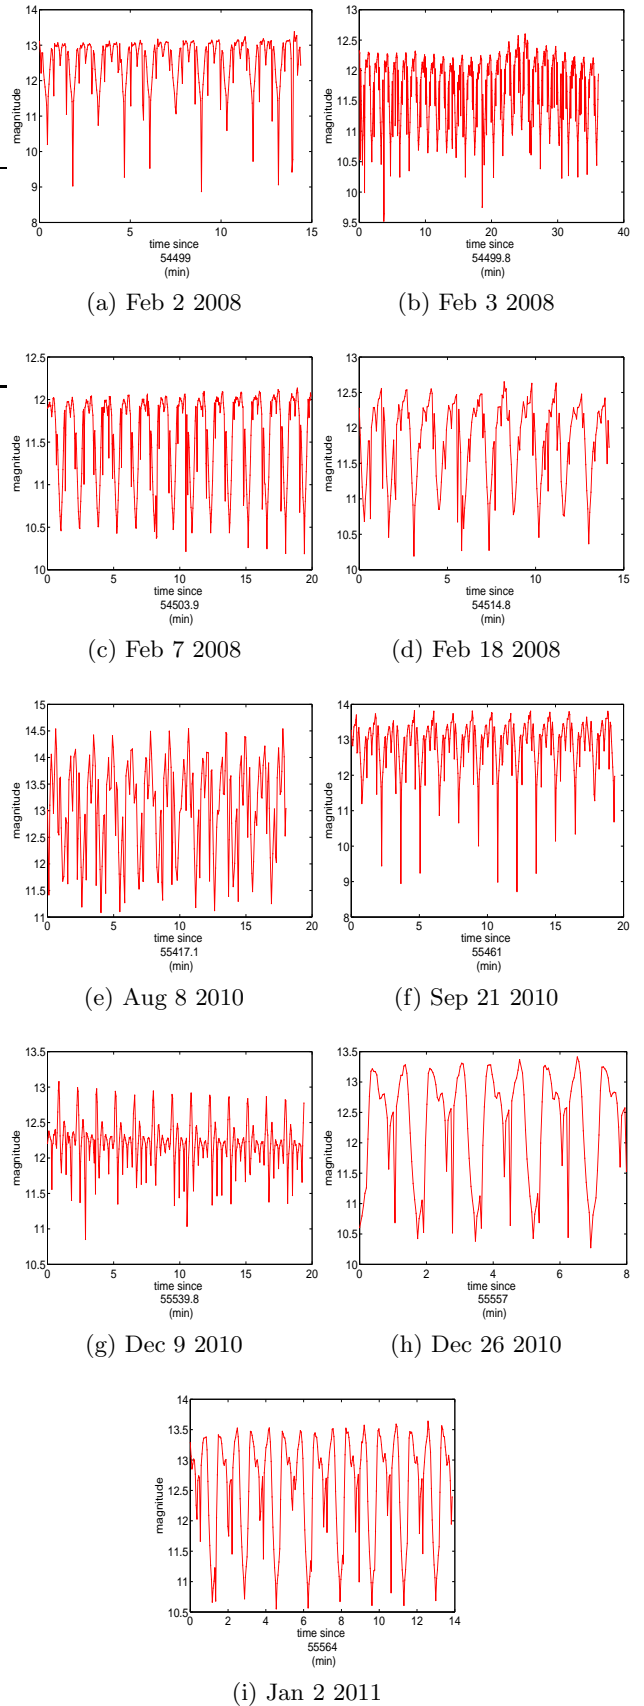 14
13
12
11
10
9
8
magnitude
0 5 10 15
time since
54499
(min)
(a) Feb 2 2008
13
12.5
12
11.5
11
10.5
10
9.5
magnitude
0 10 20 30 40
time since
54499.8
(min)
(b) Feb 3 2008
12.5
12
11.5
11
10.5
10
magnitude
0 5 10 15 20
time since
54503.9
(min)
(c) Feb 7 2008
13
12.5
12
11.5
11
10.5
10
magnitude
0 5 10 15
time since
54514.8
(min)
(d) Feb 18 2008
15
14.5
14
13.5
13
12.5
12
11.5
11
magnitude
0 5 10 15 20
time since
55417.1
(min)
(e) Aug 8 2010
14
13
12
11
10
9
8
magnitude
0 5 10 15 20
time since
55461
(min)
(f) Sep 21 2010
13.5
13
12.5
12
11.5
11
10.5
magnitude
0 5 10 15 20
time since
55539.8
(min)
(g) Dec 9 2010
13.5
13
12.5
12
11.5
11
10.5
10
magnitude
0 2 4 6 8
time since
55557
(min)
(h) Dec 26 2010
14
13.5
13
12.5
12
11.5
11
10.5
magnitude
0 2 4 6 8 10 12 14
time since
55564
(min)
(i) Jan 2 2011